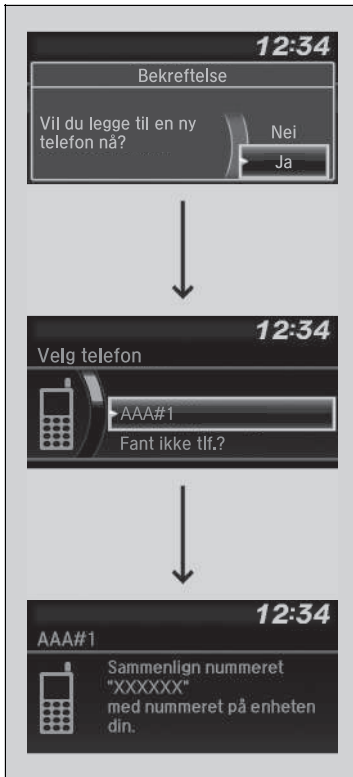 12:34
Bekreftelse
Vil du legge til en ny
telefon nå?
Nei
Ja
12:34
Velg telefon
AAA#1
Fant ikke tlf.?
12:34
AAA#1
Sammenlign nummeret
"XXXXXX"
med nummeret på enheten
din.